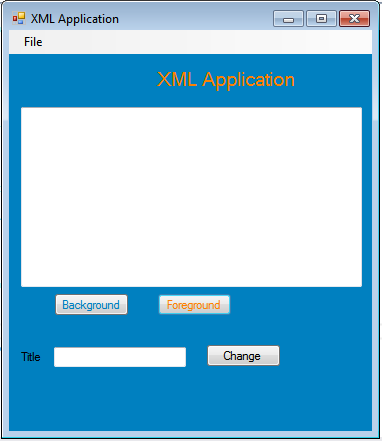 XML Application
File
XML Application
Background Foreground
Title Change